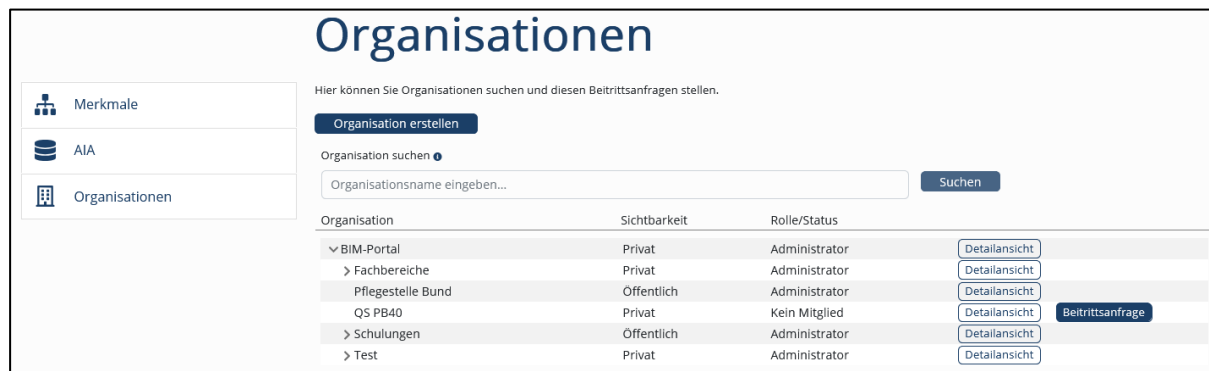 Organisationen
Merkmale
AIA
Organisationen
Hier können Sie Organisationen suchen und diesen Beitrittsanfragen stellen.
Organisation erstellen
Organisation suchen
Organisationsname eingeben...
Suchen
Organisation Sichtbarkeit Rolle/Status
BIM-Portal Privat Administrator Detailansicht
Fachbereiche Privat Administrator Detailansicht
Pflegestelle Bund Öffentlich Administrator Detailansicht
QS PB40 Privat Kein Mitglied Detailansicht Beitrittsanfrage
Schulungen Öffentlich Administrator Detailansicht
Test Privat Administrator Detailansicht